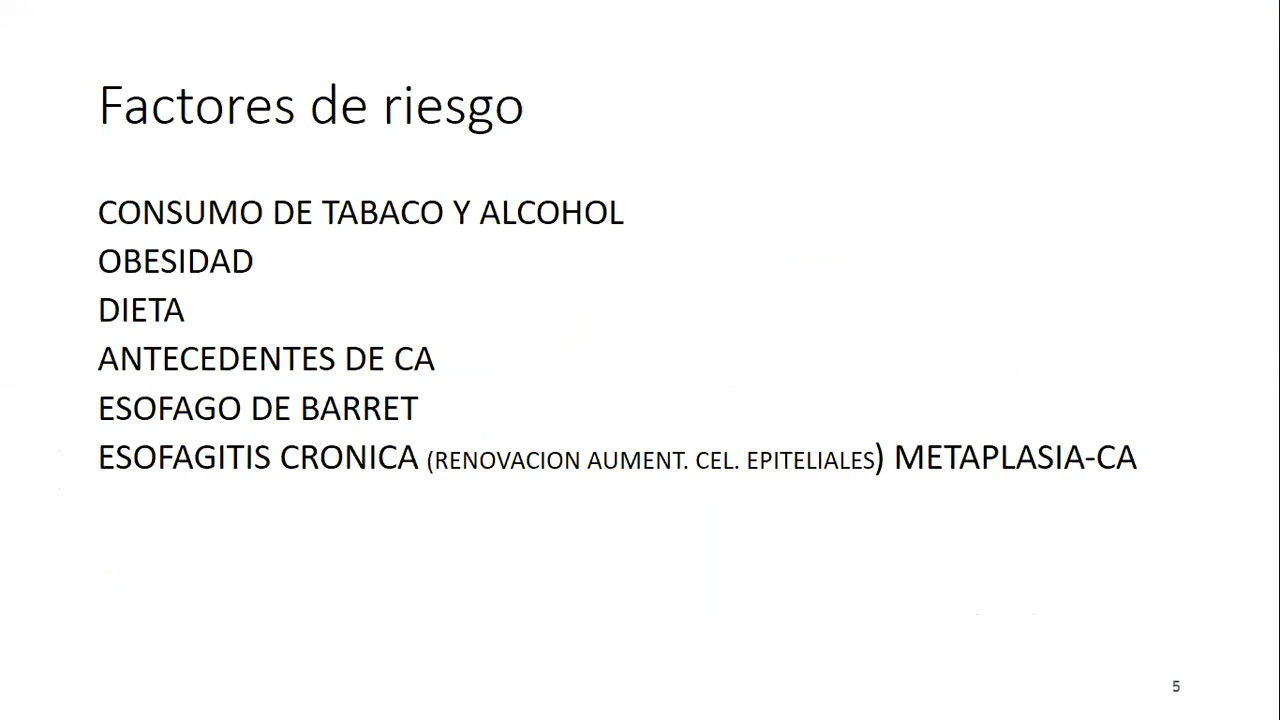 Factores de riesgo
CONSUMO DE TABACO Y ALCOHOL
OBESIDAD
DIETA
ANTECEDENTES DE CA
ESOFAGO DE BARRET
ESOFAGITIS CRONICA (RENOVACION AUMENT. CEL. EPITELIALES) METAPLASIA-CA
5